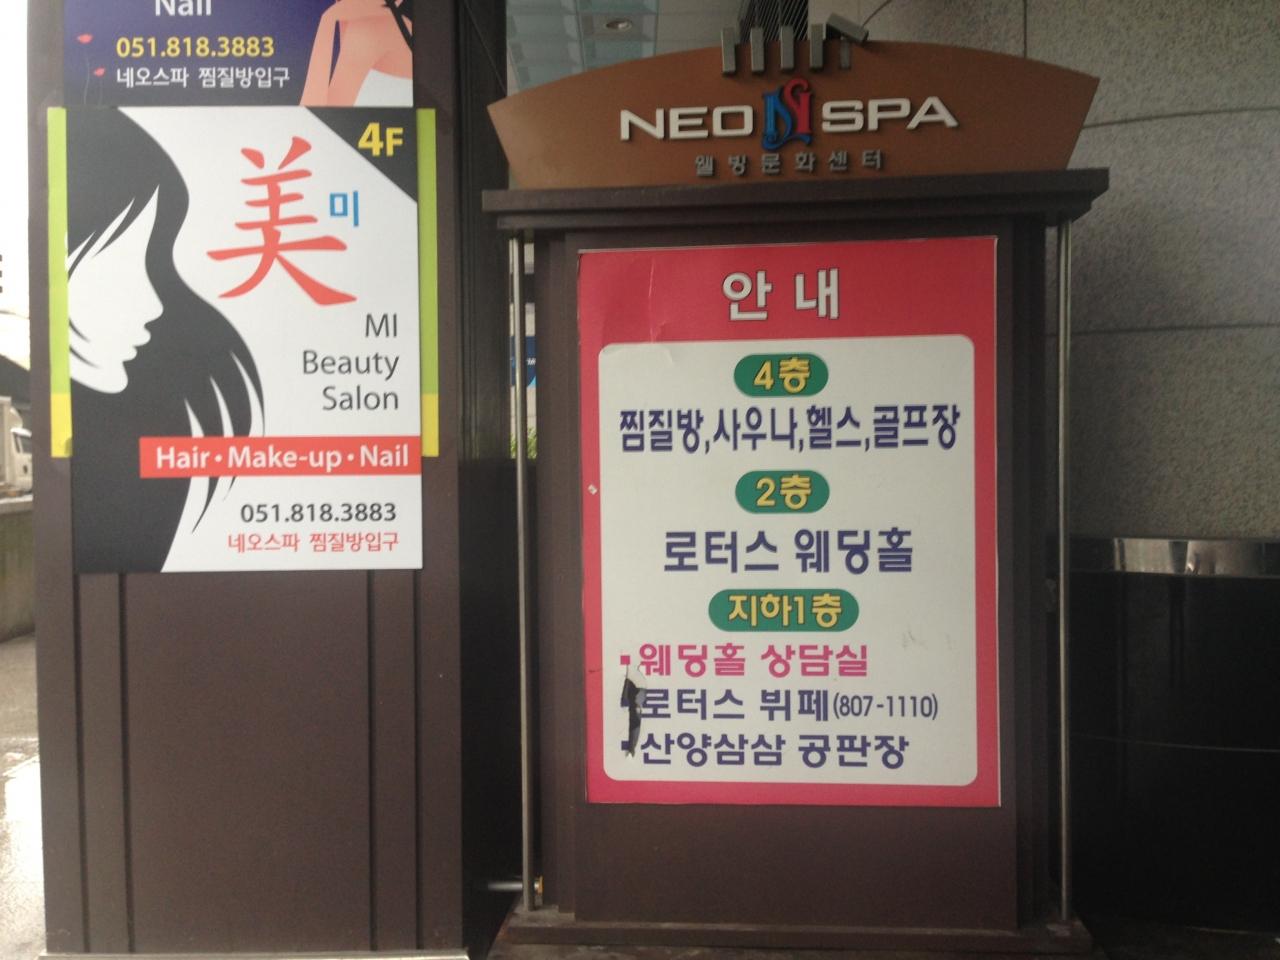 Nail
051.818.3883
네오스파 찜질방입구
4F
美
미
MI
Beauty
Salon
Hair · Make-up · Nail
051.818.3883
네오스파 찜질방입구
NEO SPA
웰빙문화센터
안내
4층
찜질방,사우나,헬스,골프장
2층
로터스 웨딩홀
지하1층
▪웨딩홀 상담실
▪로터스 뷔페(807-1110)
▪산양삼삼 공판장